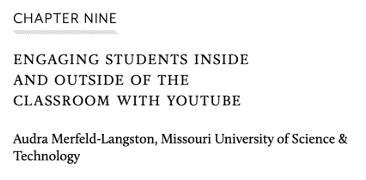 CHAPTER NINE
ENGAGING STUDENTS INSIDE
AND OUTSIDE OF THE
CLASSROOM WITH YOUTUBE
Audra Merfeld-Langston, Missouri University of Science &
Technology